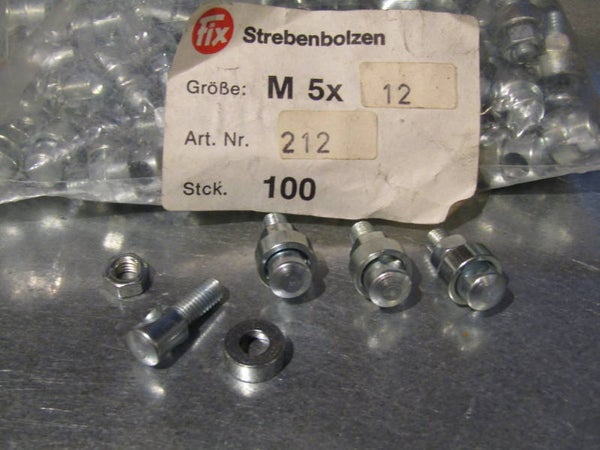 fix Strebenbolzen
Größe: M 5x 12
Art. Nr. 212
Stck. 100